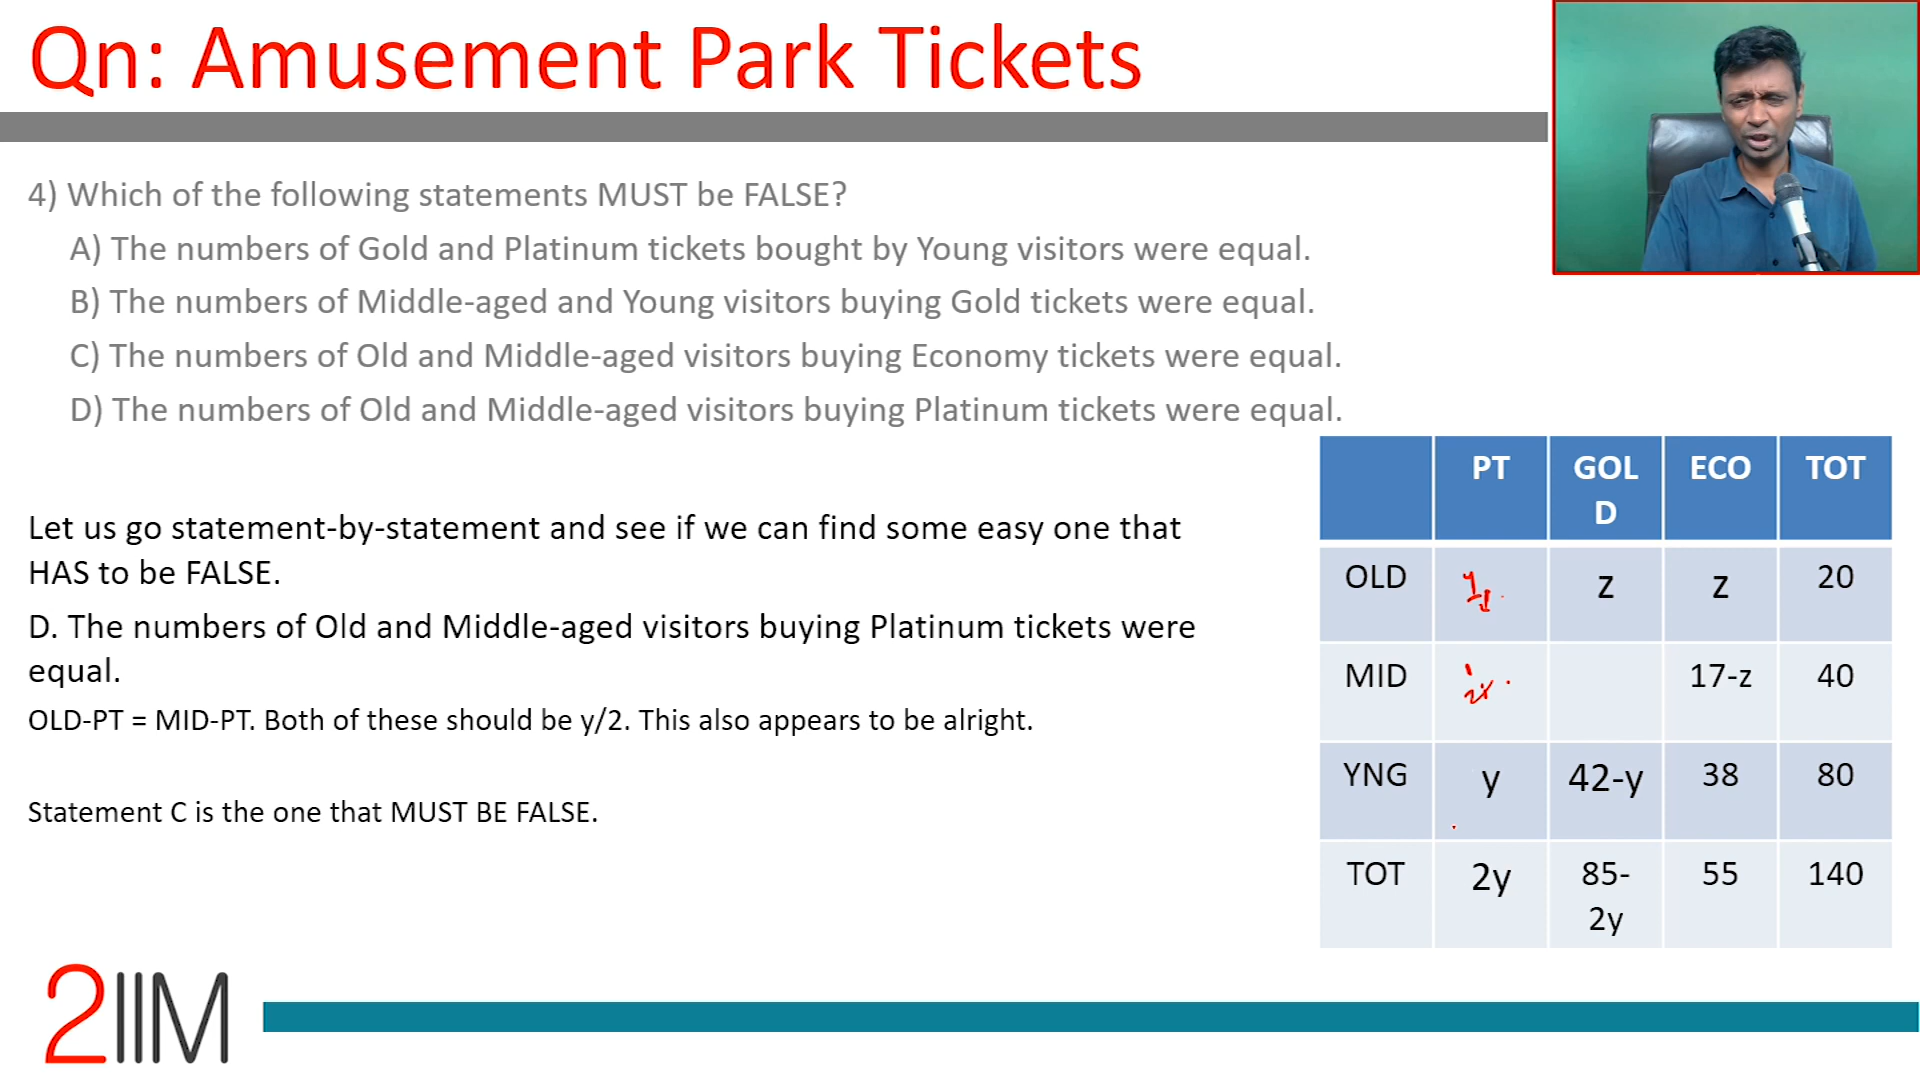 Qn: Amusement Park Tickets
4) Which of the following statements MUST be FALSE?
A) The numbers of Gold and Platinum tickets bought by Young visitors were equal.
B) The numbers of Middle-aged and Young visitors buying Gold tickets were equal.
C) The numbers of Old and Middle-aged visitors buying Economy tickets were equal.
D) The numbers of Old and Middle-aged visitors buying Platinum tickets were equal.
Let us go statement-by-statement and see if we can find some easy one that
HAS to be FALSE.
D. The numbers of Old and Middle-aged visitors buying Platinum tickets were
equal.
OLD-PT = MID-PT. Both of these should be y/2. This also appears to be alright.
Statement C is the one that MUST BE FALSE.
PT GOL ECO TOT
D
OLD z z 20
MID 17-z 40
YNG y 42-y 38 80
TOT 2y 85- 55 140
2y
2IIM